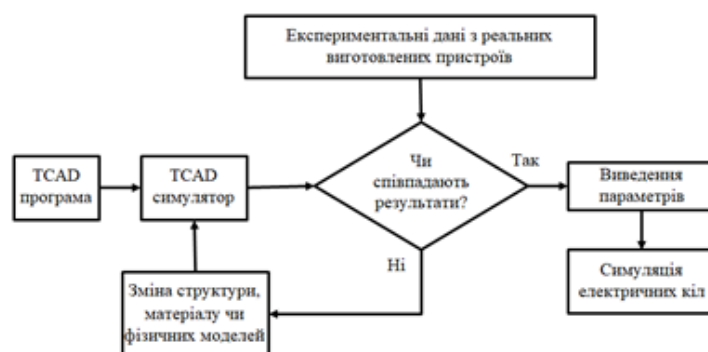 Експериментальні дані з реальних
виготовлених пристроїв
TCAD
програма
TCAD
симулятор
Чи
співпадають
результати?
Так
Виведення
параметрів
Ні
Зміна структури,
матеріалу чи
фізичних моделей
Симуляція
електричних кіл